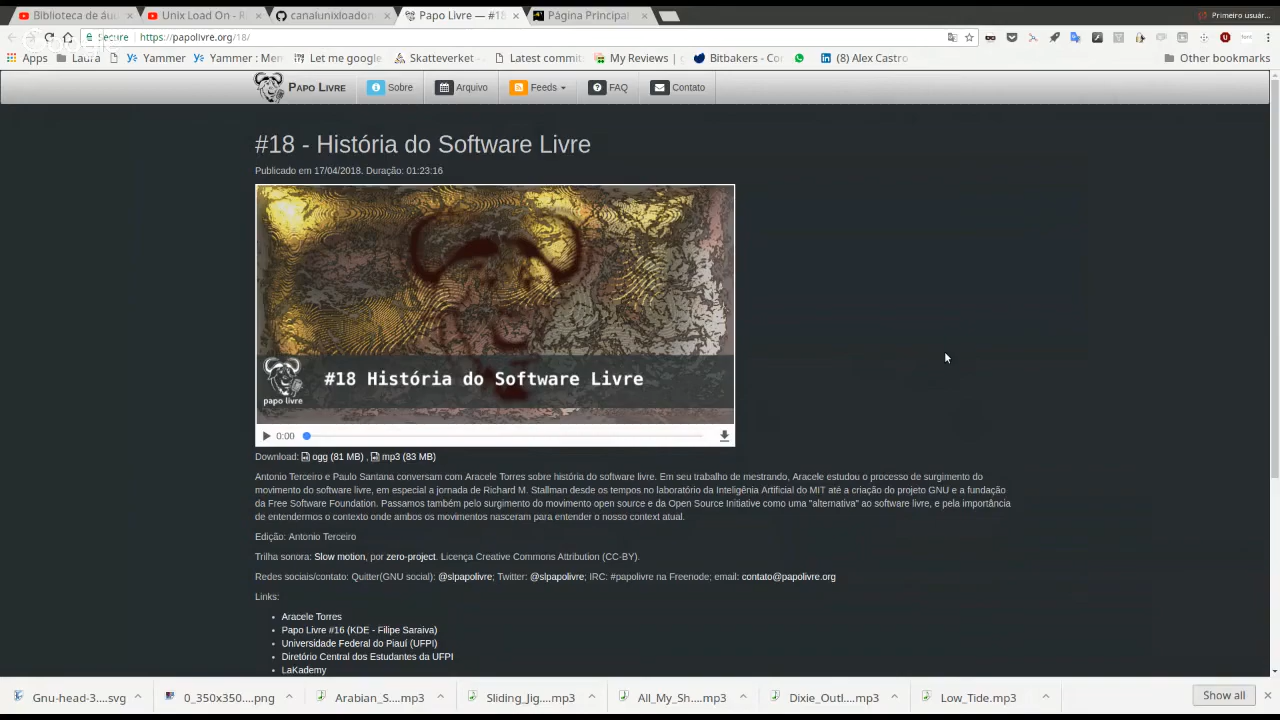 Biblioteca de áu
Unix Load On - R
canalunixloadon
Papo Livre — #18
Página Principal
Primeiro usuár...
Secure https://papolivre.org/18/
Apps Laura Yammer Yammer : Mer Let me google Skatteverket - Latest commit: My Reviews | Bitbakers - Cor (8) Alex Castro Other bookmarks
PAPO LIVRE Sobre Arquivo Feeds FAQ Contato
#18 - História do Software Livre
Publicado em 17/04/2018. Duração: 01:23:16
#18 História do Software Livre
papo livre
0:00
Download: ogg (81 MB) , mp3 (83 MB)
Antonio Terceiro e Paulo Santana conversam com Aracele Torres sobre história do software livre. Em seu trabalho de mestrando, Aracele estudou o processo de surgimento do
movimento do software livre, em especial a jornada de Richard M. Stallman desde os tempos no laboratório da Inteligênia Artificial do MIT até a criação do projeto GNU e a fundação
da Free Software Foundation. Passamos também pelo surgimento do movimento open source e da Open Source Initiative como uma "alternativa" ao software livre, e pela importância
de entendermos o contexto onde ambos os movimentos nasceram para entender o nosso context atual.
Edição: Antonio Terceiro
Trilha sonora: Slow motion, por zero-project. Licença Creative Commons Attribution (CC-BY).
Redes sociais/contato: Quitter(GNU social): @slpapolivre; Twitter: @slpapolivre; IRC: #papolivre na Freenode; email: contato@papolivre.org
Links:
Aracele Torres
Papo Livre #16 (KDE - Filipe Saraiva)
Universidade Federal do Piauí (UFPI)
Diretório Central dos Estudantes da UFPI
LaKademy
Gnu-head-3....svg 0_350x350....png Arabian_S....mp3 Sliding_Jig....mp3 All_My_Sh....mp3 Dixie_Outl....mp3 Low_Tide.mp3 Show all